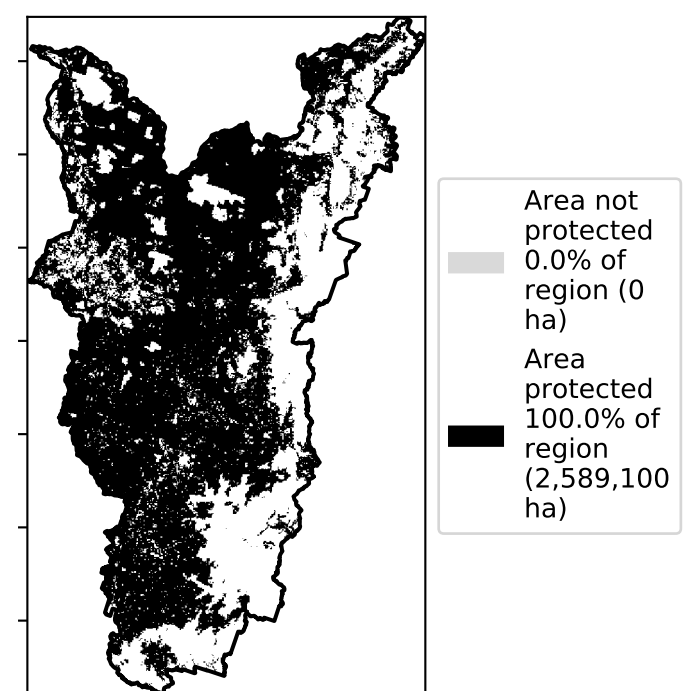 Area not
protected
0.0% of
region (0
ha)
Area
protected
100.0% of
region
(2,589,100
ha)